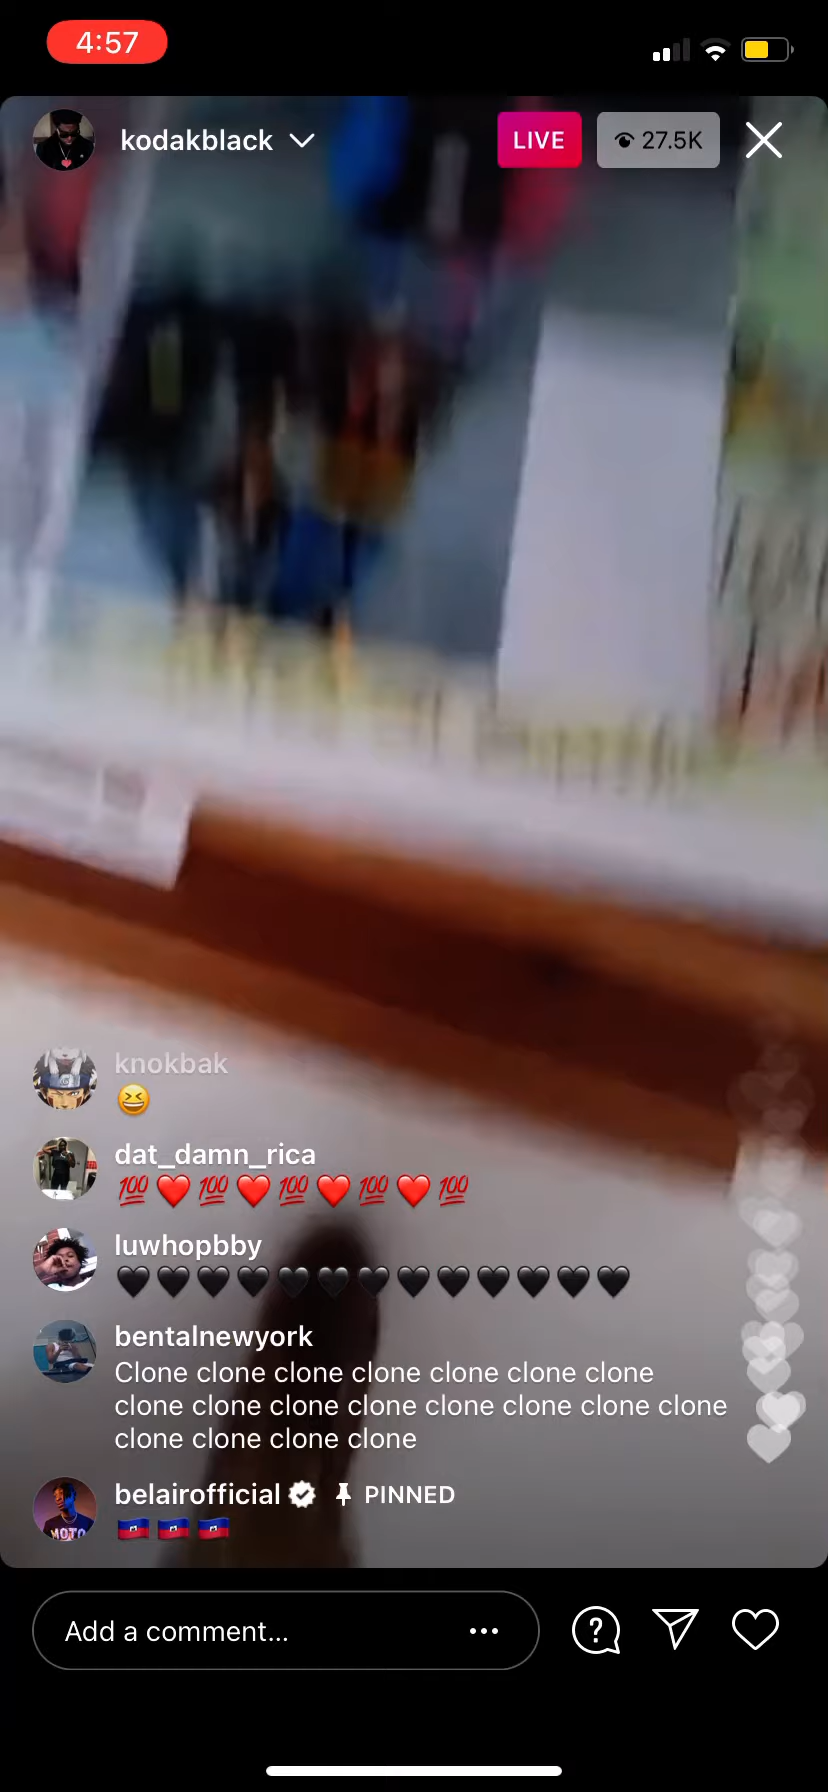 4:57
kodakblack
LIVE
27.5K
knokbak
😆
dat_damn_rica
💯❤️💯❤️💯❤️💯❤️💯
luwhopbby
🖤🖤🖤🖤🖤🖤🖤🖤🖤🖤🖤🖤🖤
bentalnewyork
Clone clone clone clone clone clone clone
clone clone clone clone clone clone clone clone
clone clone clone clone
belairofficial PINNED
🇭🇹🇭🇹🇭🇹
Add a comment...